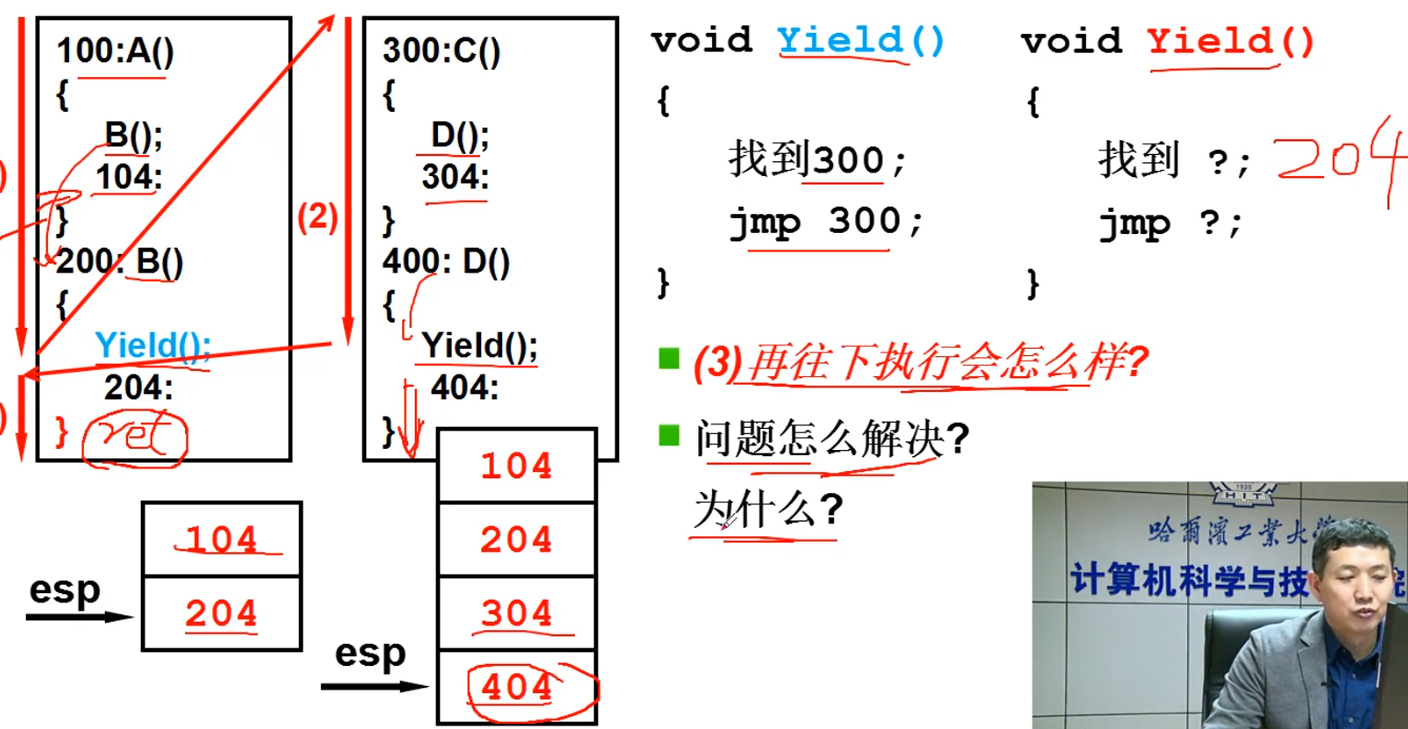 100:A()
{
B();
104:
}
200: B()
{
Yield();
204:
} ret
300:C()
{
D();
304:
}
400: D()
{
Yield();
404:
}
(2)
void Yield()
{
找到300;
jmp 300;
}
void Yield()
{
找到 ?; 204
jmp ?;
}
(3)再往下执行会怎么样?
问题怎么解决?
为什么?
104
esp
204
104
204
304
esp
404
1920
HIT
哈爾濱工業大学
计算机科学与技 院